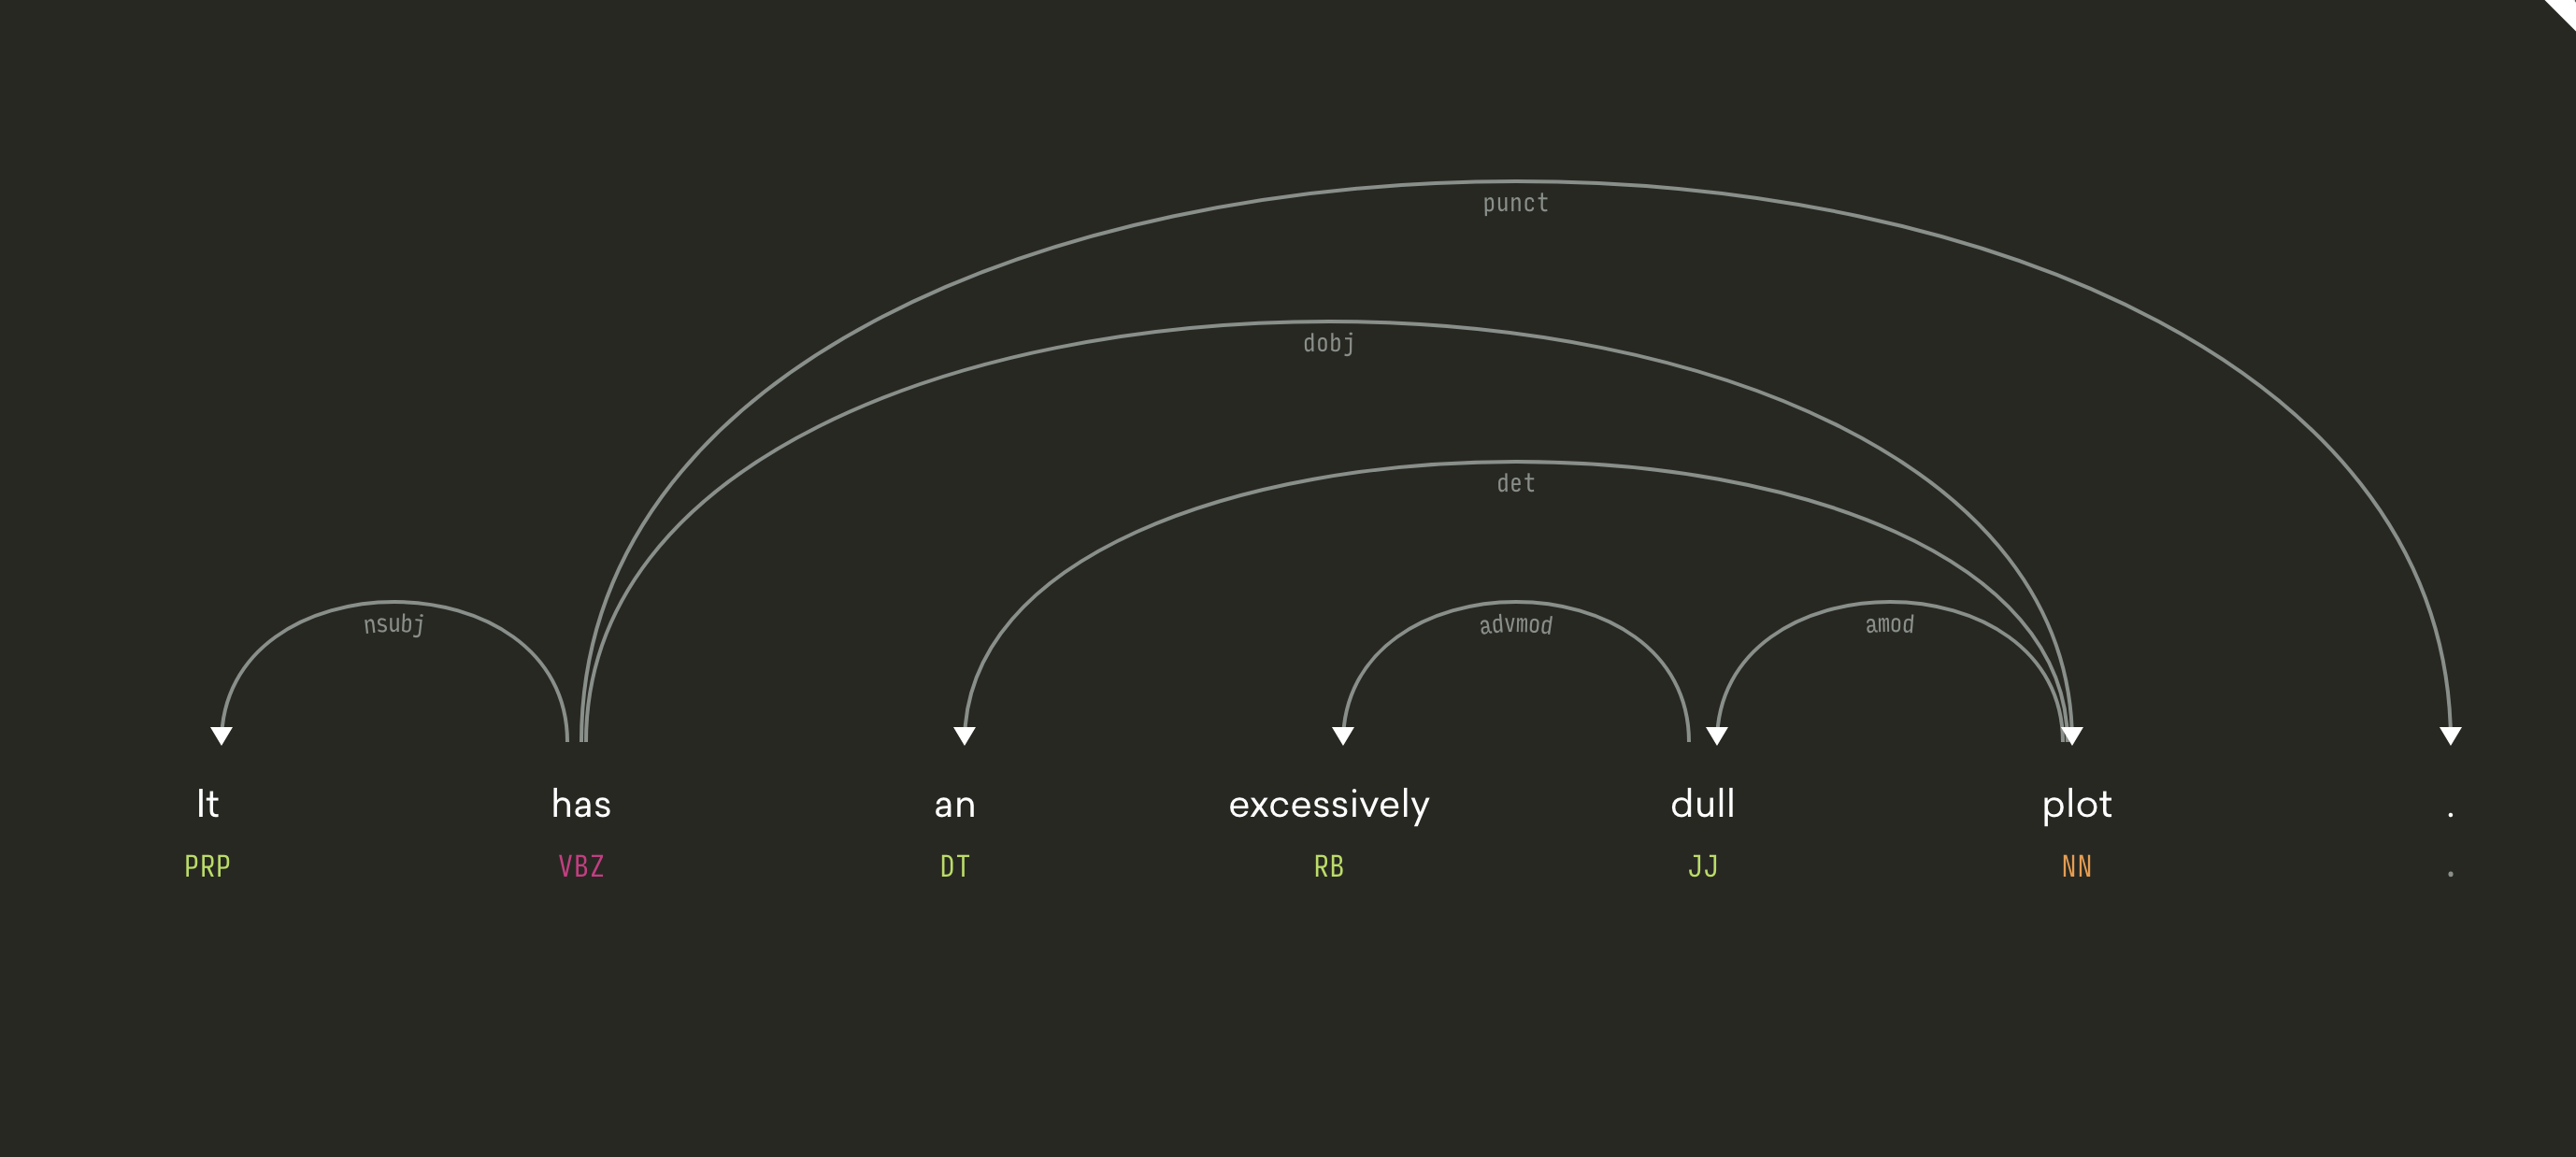 punct
dobj
det
nsubj advmod amod
It has an excessively dull plot .
PRP VBZ DT RB JJ NN .